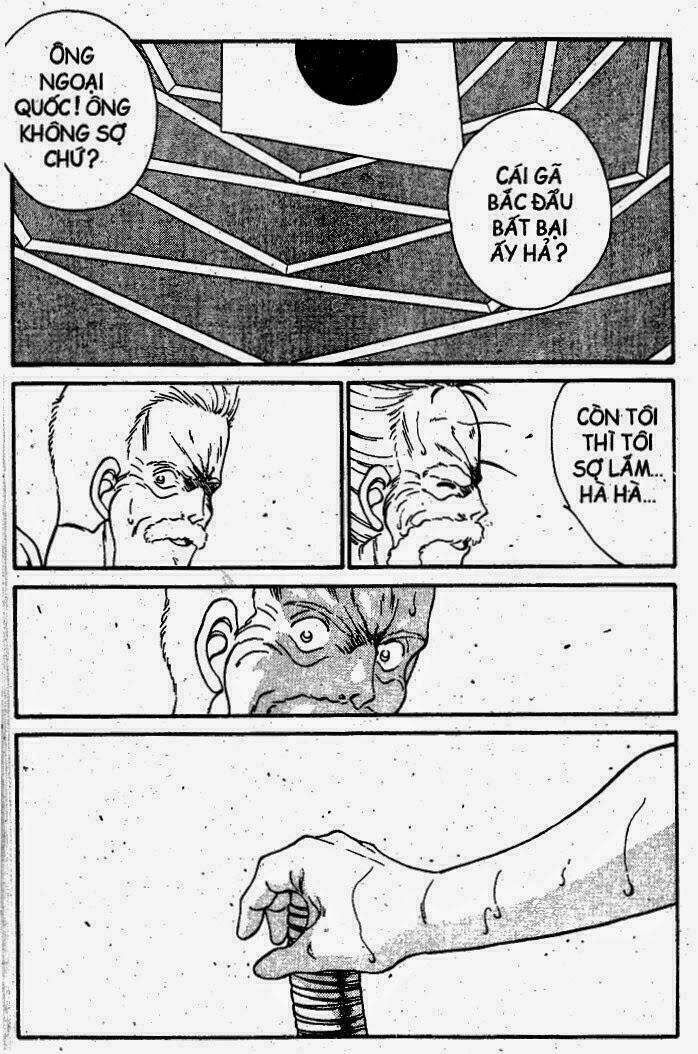 ÔNG
NGOẠI
QUỐC! ÔNG
KHÔNG SỢ
CHỨ?
CÁI GÃ
BẮC ĐẨU
BẤT BẠI
ẤY HẢ?
CÒN TÔI
THÌ TÔI
SỢ LẮM...
HÀ HÀ...